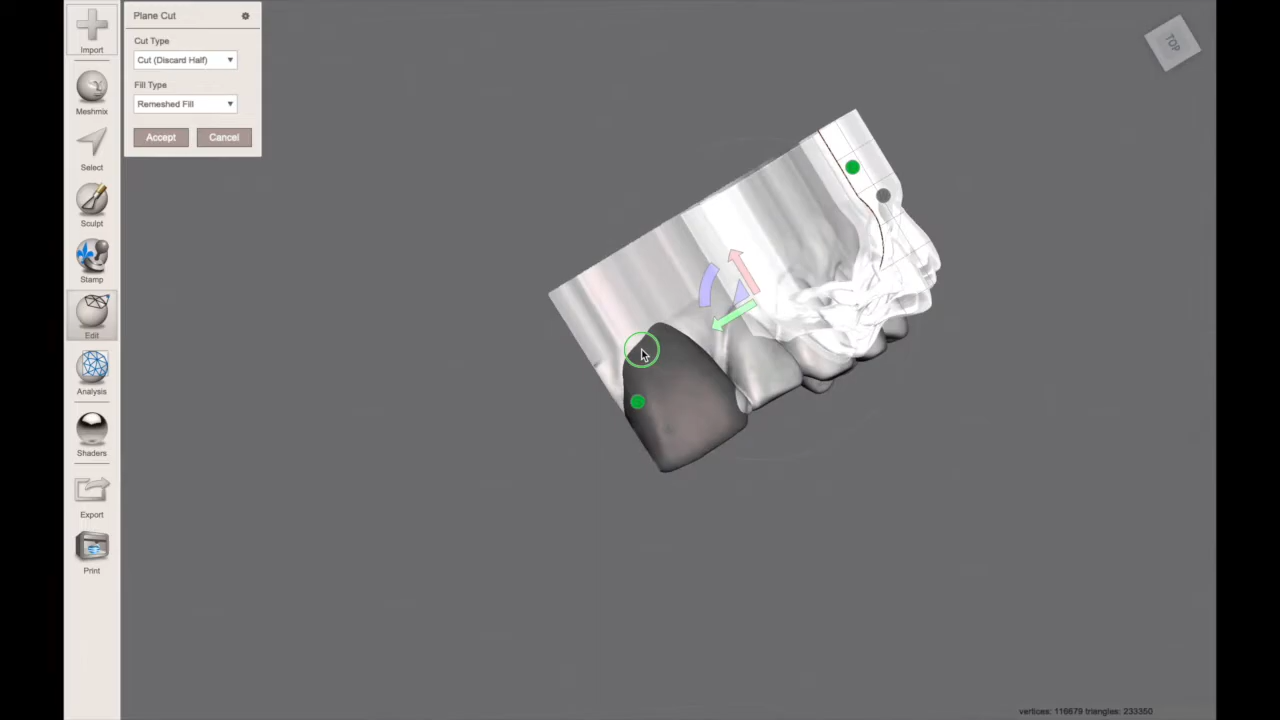 Import
Meshmix
Select
Sculpt
Stamp
Edit
Analysis
Shaders
Export
Print
Plane Cut
Cut Type
Cut (Discard Half)
Fill Type
Remeshed Fill
Accept
Cancel
TOP
vertices: 116679 triangles: 233350